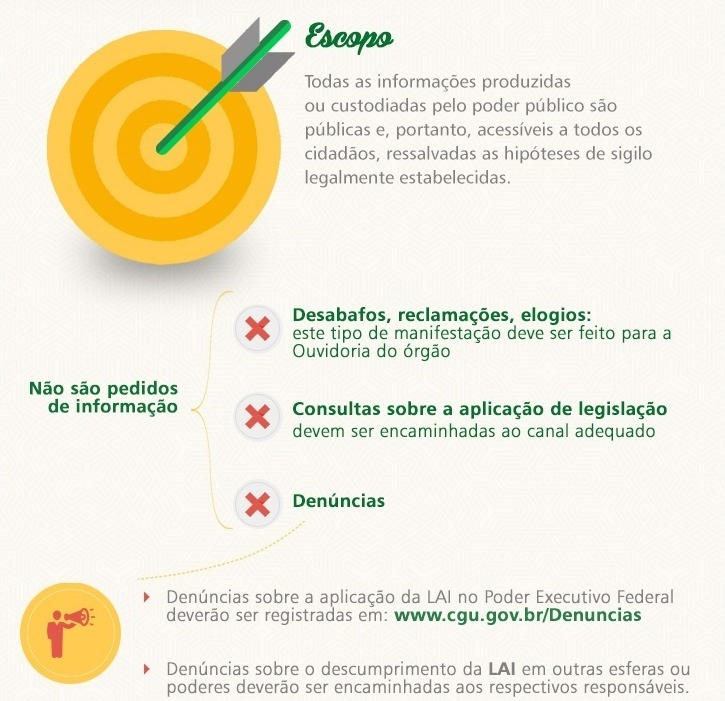 Escopo
Todas as informações produzidas
ou custodiadas pelo poder público são
públicas e, portanto, acessíveis a todos os
cidadãos, ressalvadas as hipóteses de sigilo
legalmente estabelecidas.
Não são pedidos
de informação
Desabafos, reclamações, elogios:
este tipo de manifestação deve ser feito para a
Ouvidoria do órgão
Consultas sobre a aplicação de legislação
devem ser encaminhadas ao canal adequado
Denúncias
Denúncias sobre a aplicação da LAI no Poder Executivo Federal
deverão ser registradas em: www.cgu.gov.br/Denuncias
Denúncias sobre o descumprimento da LAI em outras esferas ou
poderes deverão ser encaminhadas aos respectivos responsáveis.